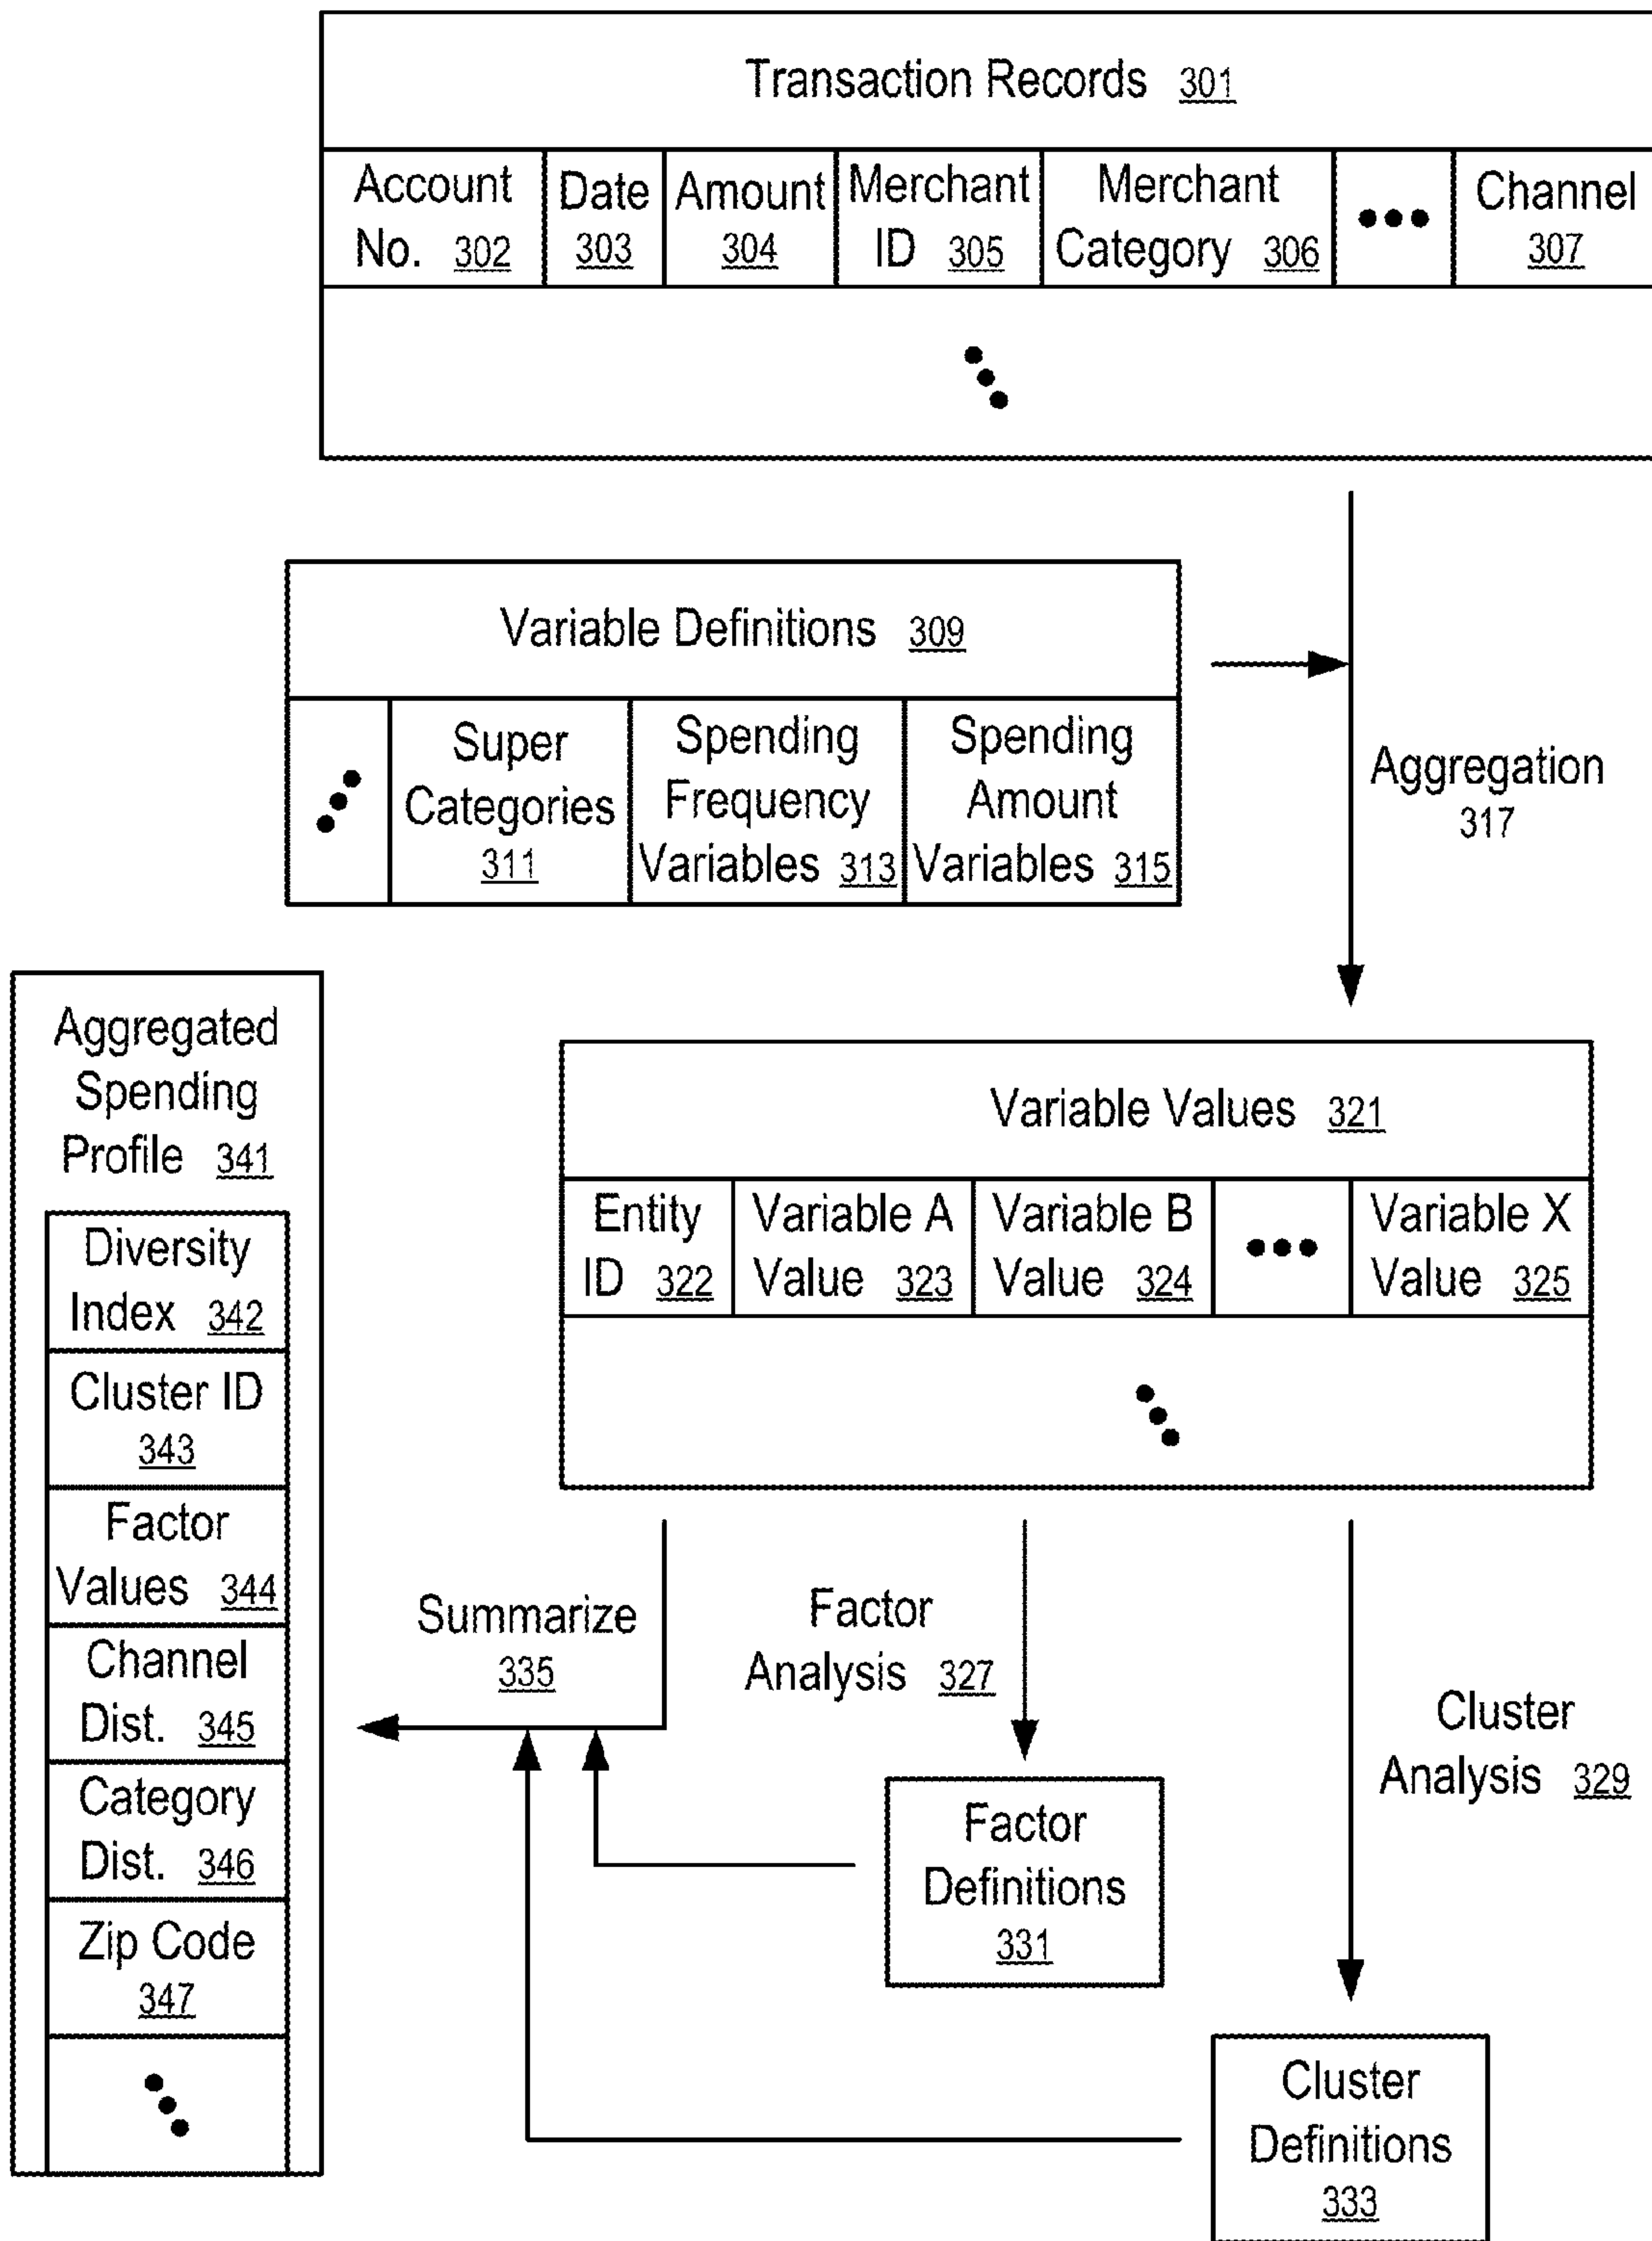 Transaction Records 301
Account
No. 302
Date
303
Amount
304
Merchant
ID 305
Merchant
Category 306
•••
Channel
307
Variable Definitions 309
Super
Categories
311
Spending
Frequency
Variables 313
Spending
Amount
Variables 315
Aggregation
317
Aggregated
Spending
Profile 341
Diversity
Index 342
Cluster ID
343
Factor
Values 344
Channel
Dist. 345
Category
Dist. 346
Zip Code
347
Variable Values 321
Entity
ID 322
Variable A
Value 323
Variable B
Value 324
•••
Variable X
Value 325
Summarize
335
Factor
Analysis 327
Cluster
Analysis 329
Factor
Definitions
331
Cluster
Definitions
333